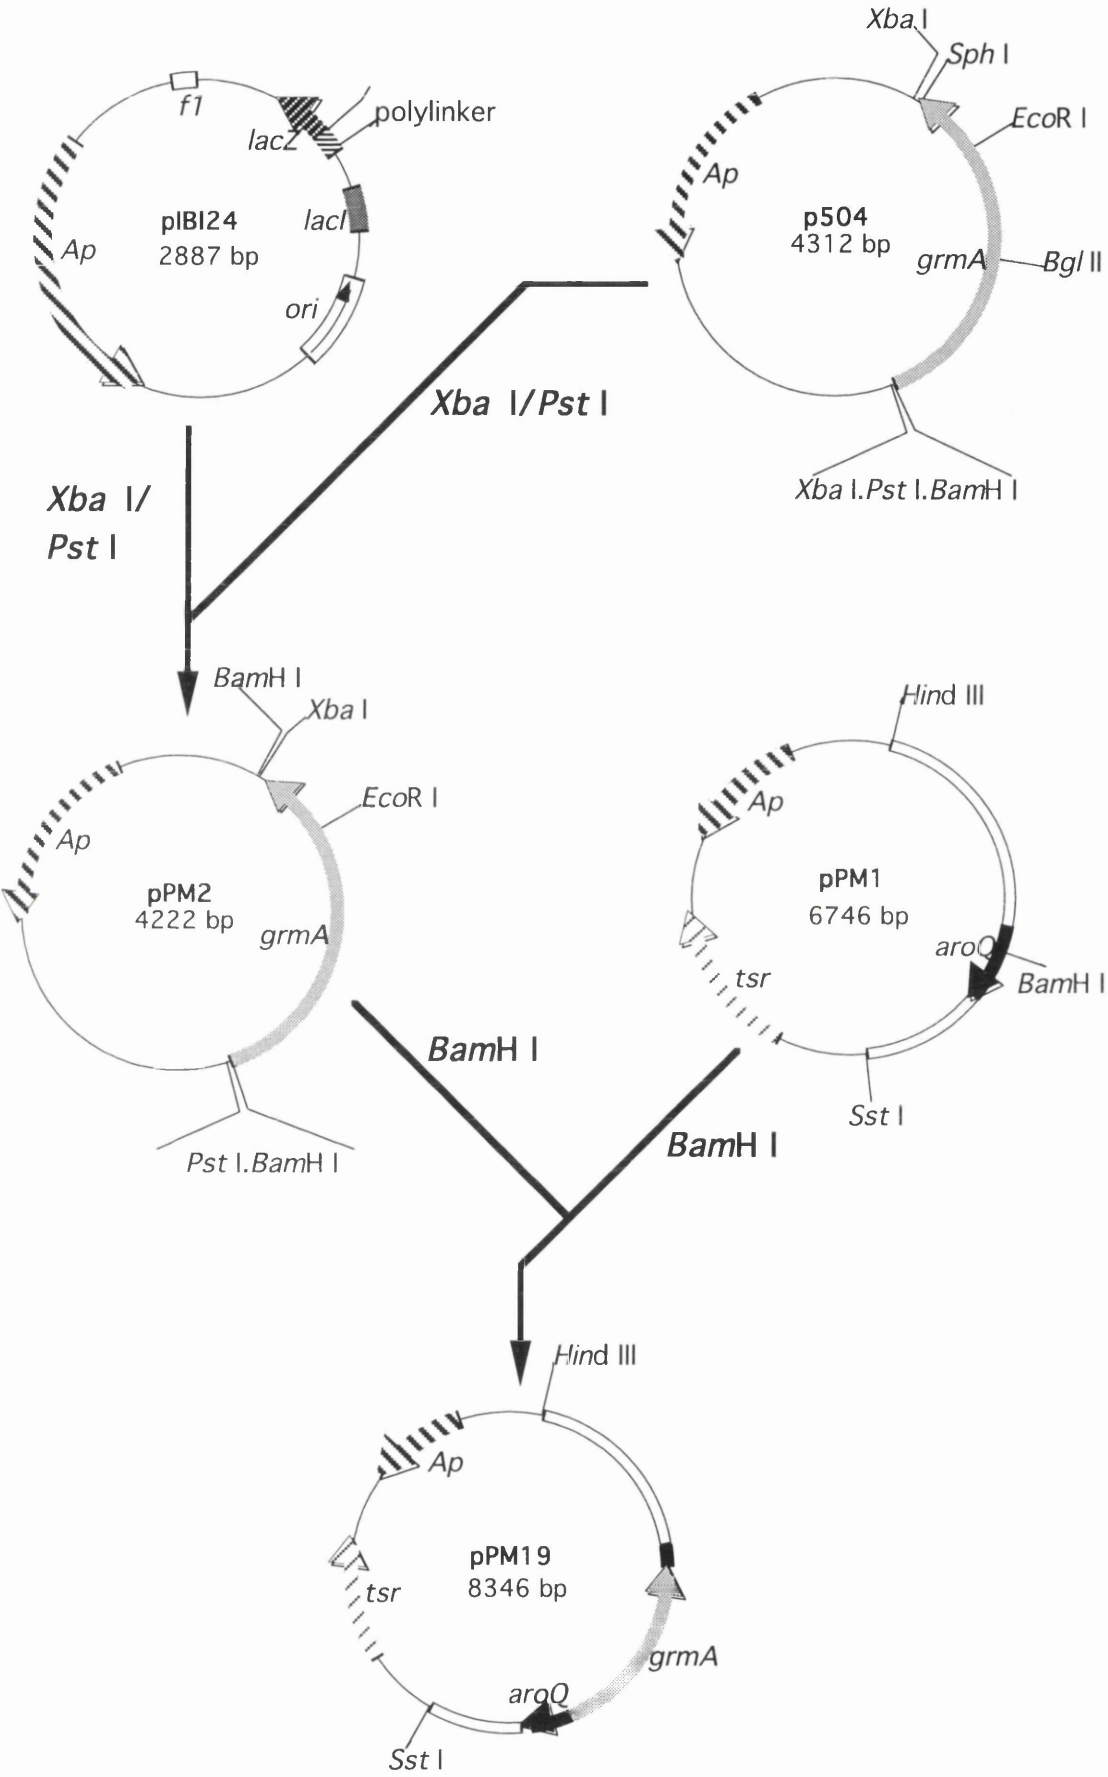 f1
lacZ
polylinker
lacI
pIBI24
2887 bp
Ap
ori
Xba I
Sph I
EcoR I
Ap
p504
4312 bp
grmA
Bgl II
Xba I.Pst I.BamH I
Xba I/Pst I
Xba I/
Pst I
BamH I
Xba I
EcoR I
Ap
pPM2
4222 bp
grmA
Pst I.BamH I
Hind III
Ap
pPM1
6746 bp
aroQ
BamH I
tsr
Sst I
BamH I
BamH I
Hind III
Ap
pPM19
8346 bp
tsr
grmA
aroQ
Sst I